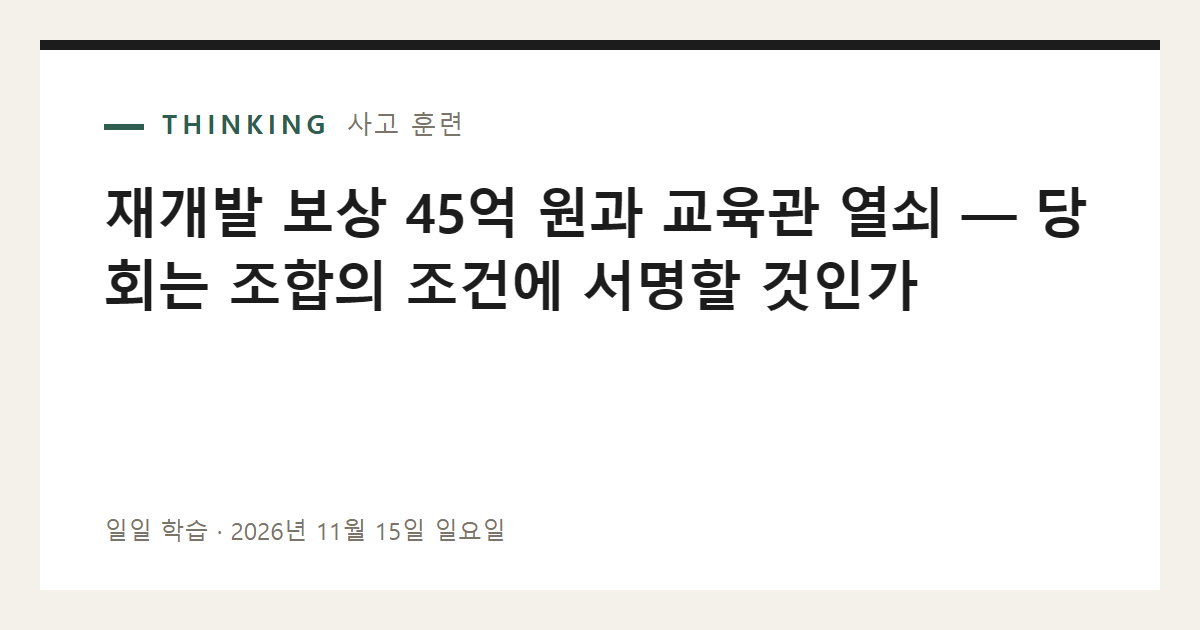 THINKING 사고 훈련
재개발 보상 45억 원과 교육관 열쇠 — 당
회는 조합의 조건에 서명할 것인가
일일 학습 · 2026년 11월 15일 일요일